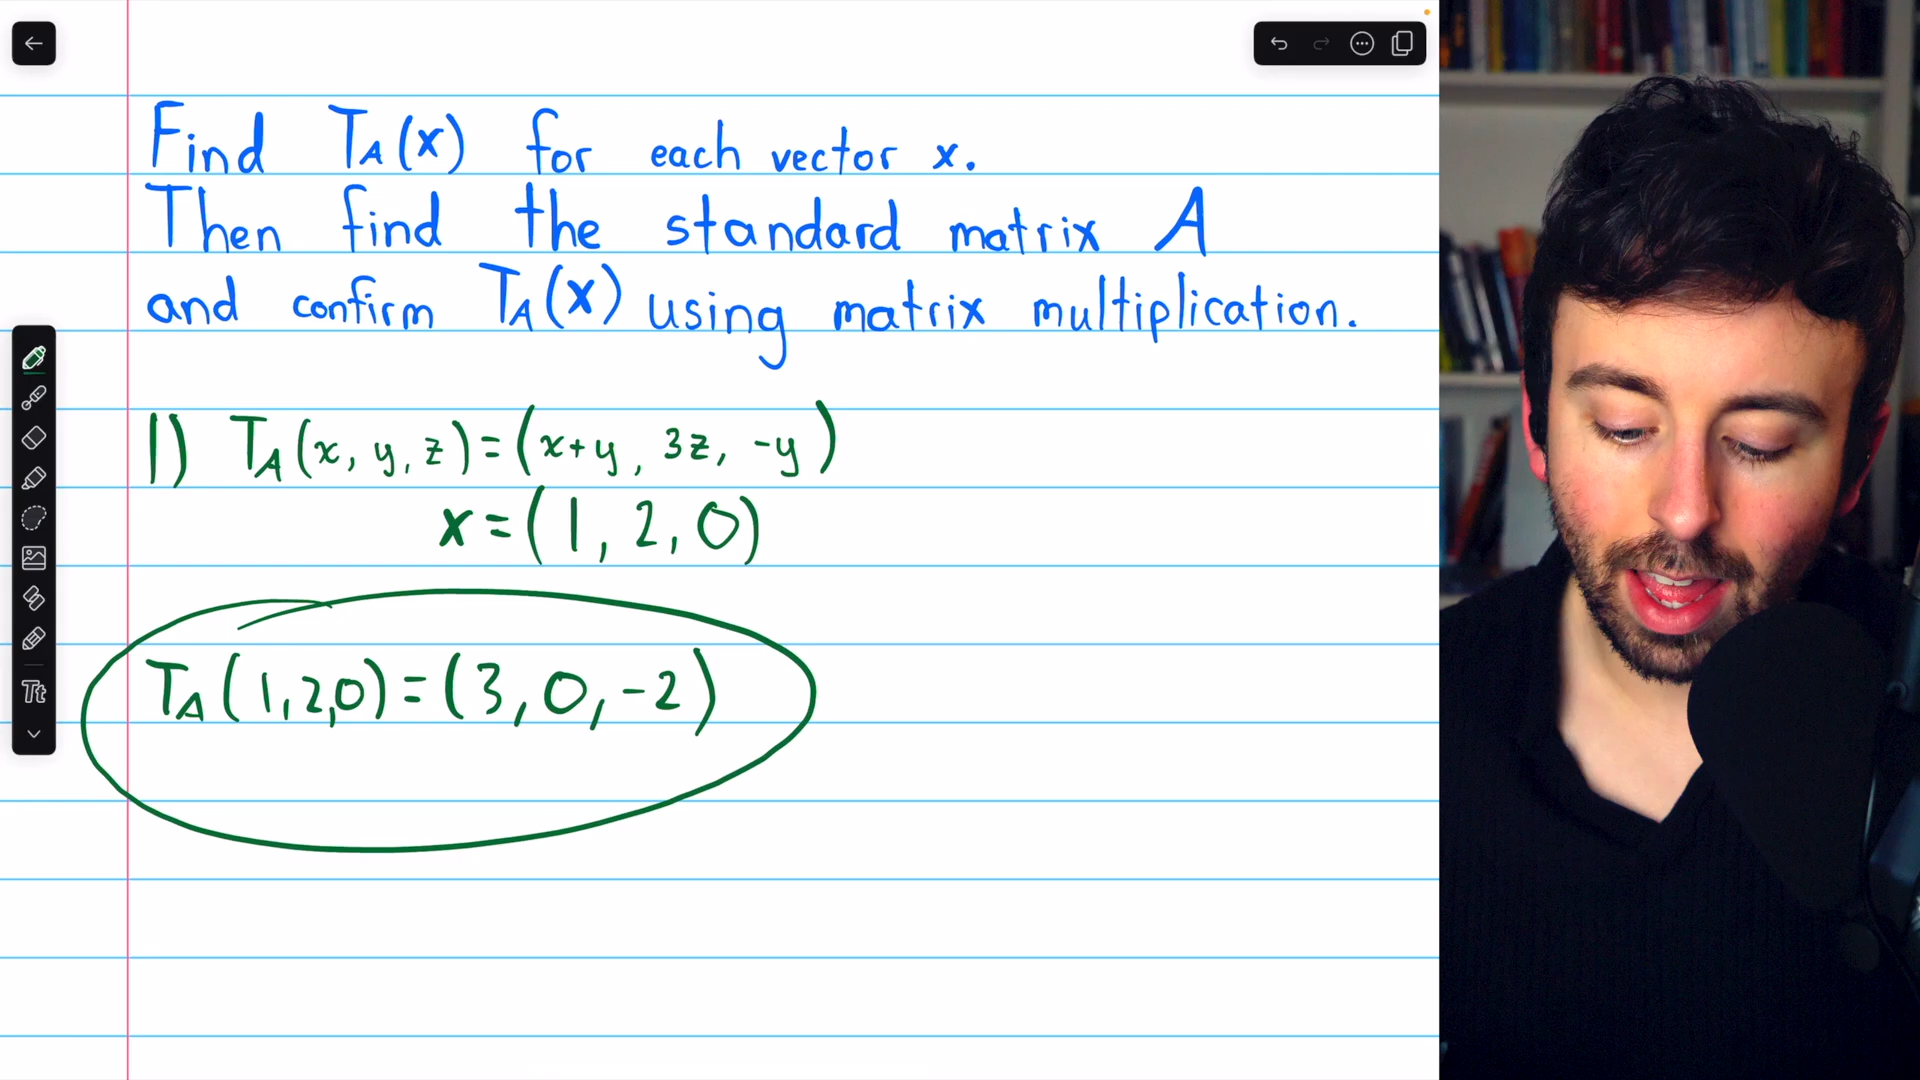 Find T_A(x) for each vector x.
Then find the standard matrix A
and confirm T_A(x) using matrix multiplication.
1) T_A(x, y, z) = (x+y, 3z, -y)
x = (1, 2, 0)
T_A(1,2,0) = (3, 0, -2)
Tt